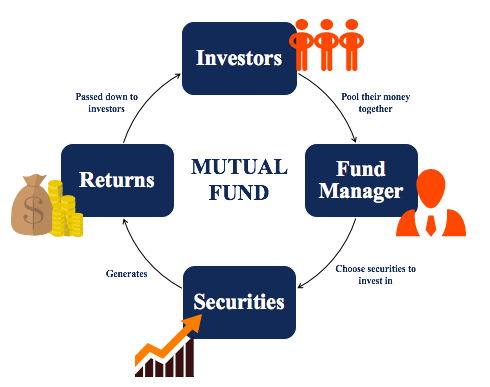 Investors
Passed down to
investors
Pool their money
together
Returns
MUTUAL
FUND
Fund
Manager
$
Generates
Choose securities to
invest in
Securities